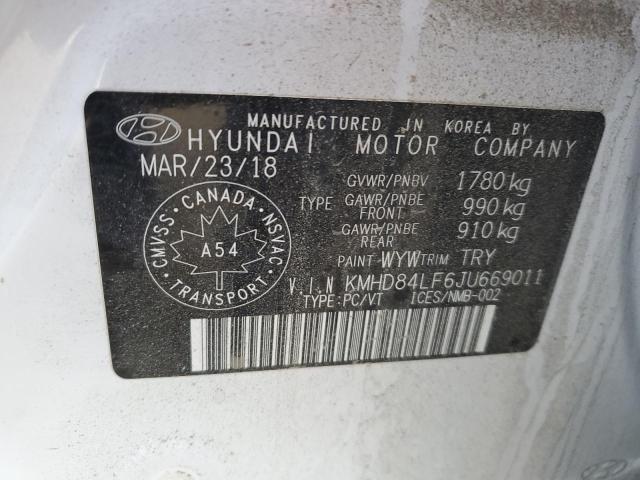 MANUFACTURED IN KOREA BY
HYUNDAI MOTOR COMPANY
MAR/23/18
GVWR/PNBV 1780 kg
TYPE GAWR/PNBE FRONT 990 kg
GAWR/PNBE REAR 910 kg
PAINT WYW TRIM TRY
CMVSS · CANADA · NSVAC
A54
· TRANSPORT ·
V.I.N KMHD84LF6JU669011
TYPE:PC/VT ICES/NMB-002